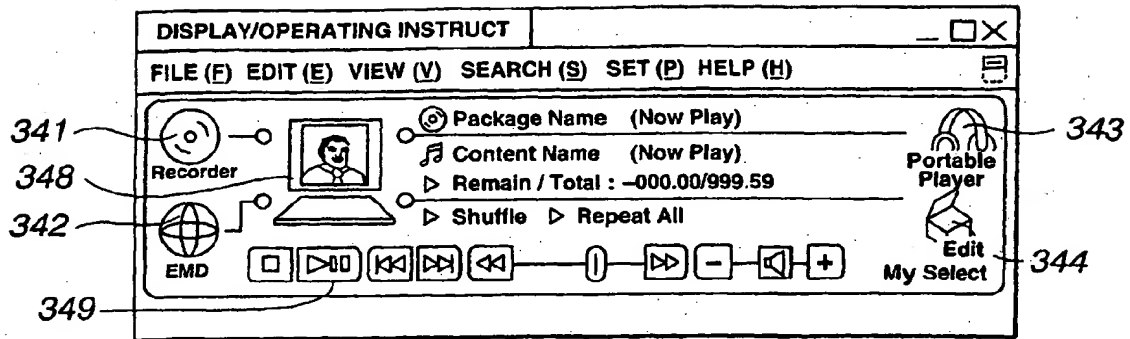 DISPLAY/OPERATING INSTRUCT
FILE (F) EDIT (E) VIEW (V) SEARCH (S) SET (P) HELP (H)
341
Recorder
Package Name (Now Play)
343
Content Name (Now Play)
Portable
Player
348
Remain / Total : –000.00/999.59
342
EMD
Shuffle Repeat All
Edit
My Select
344
349